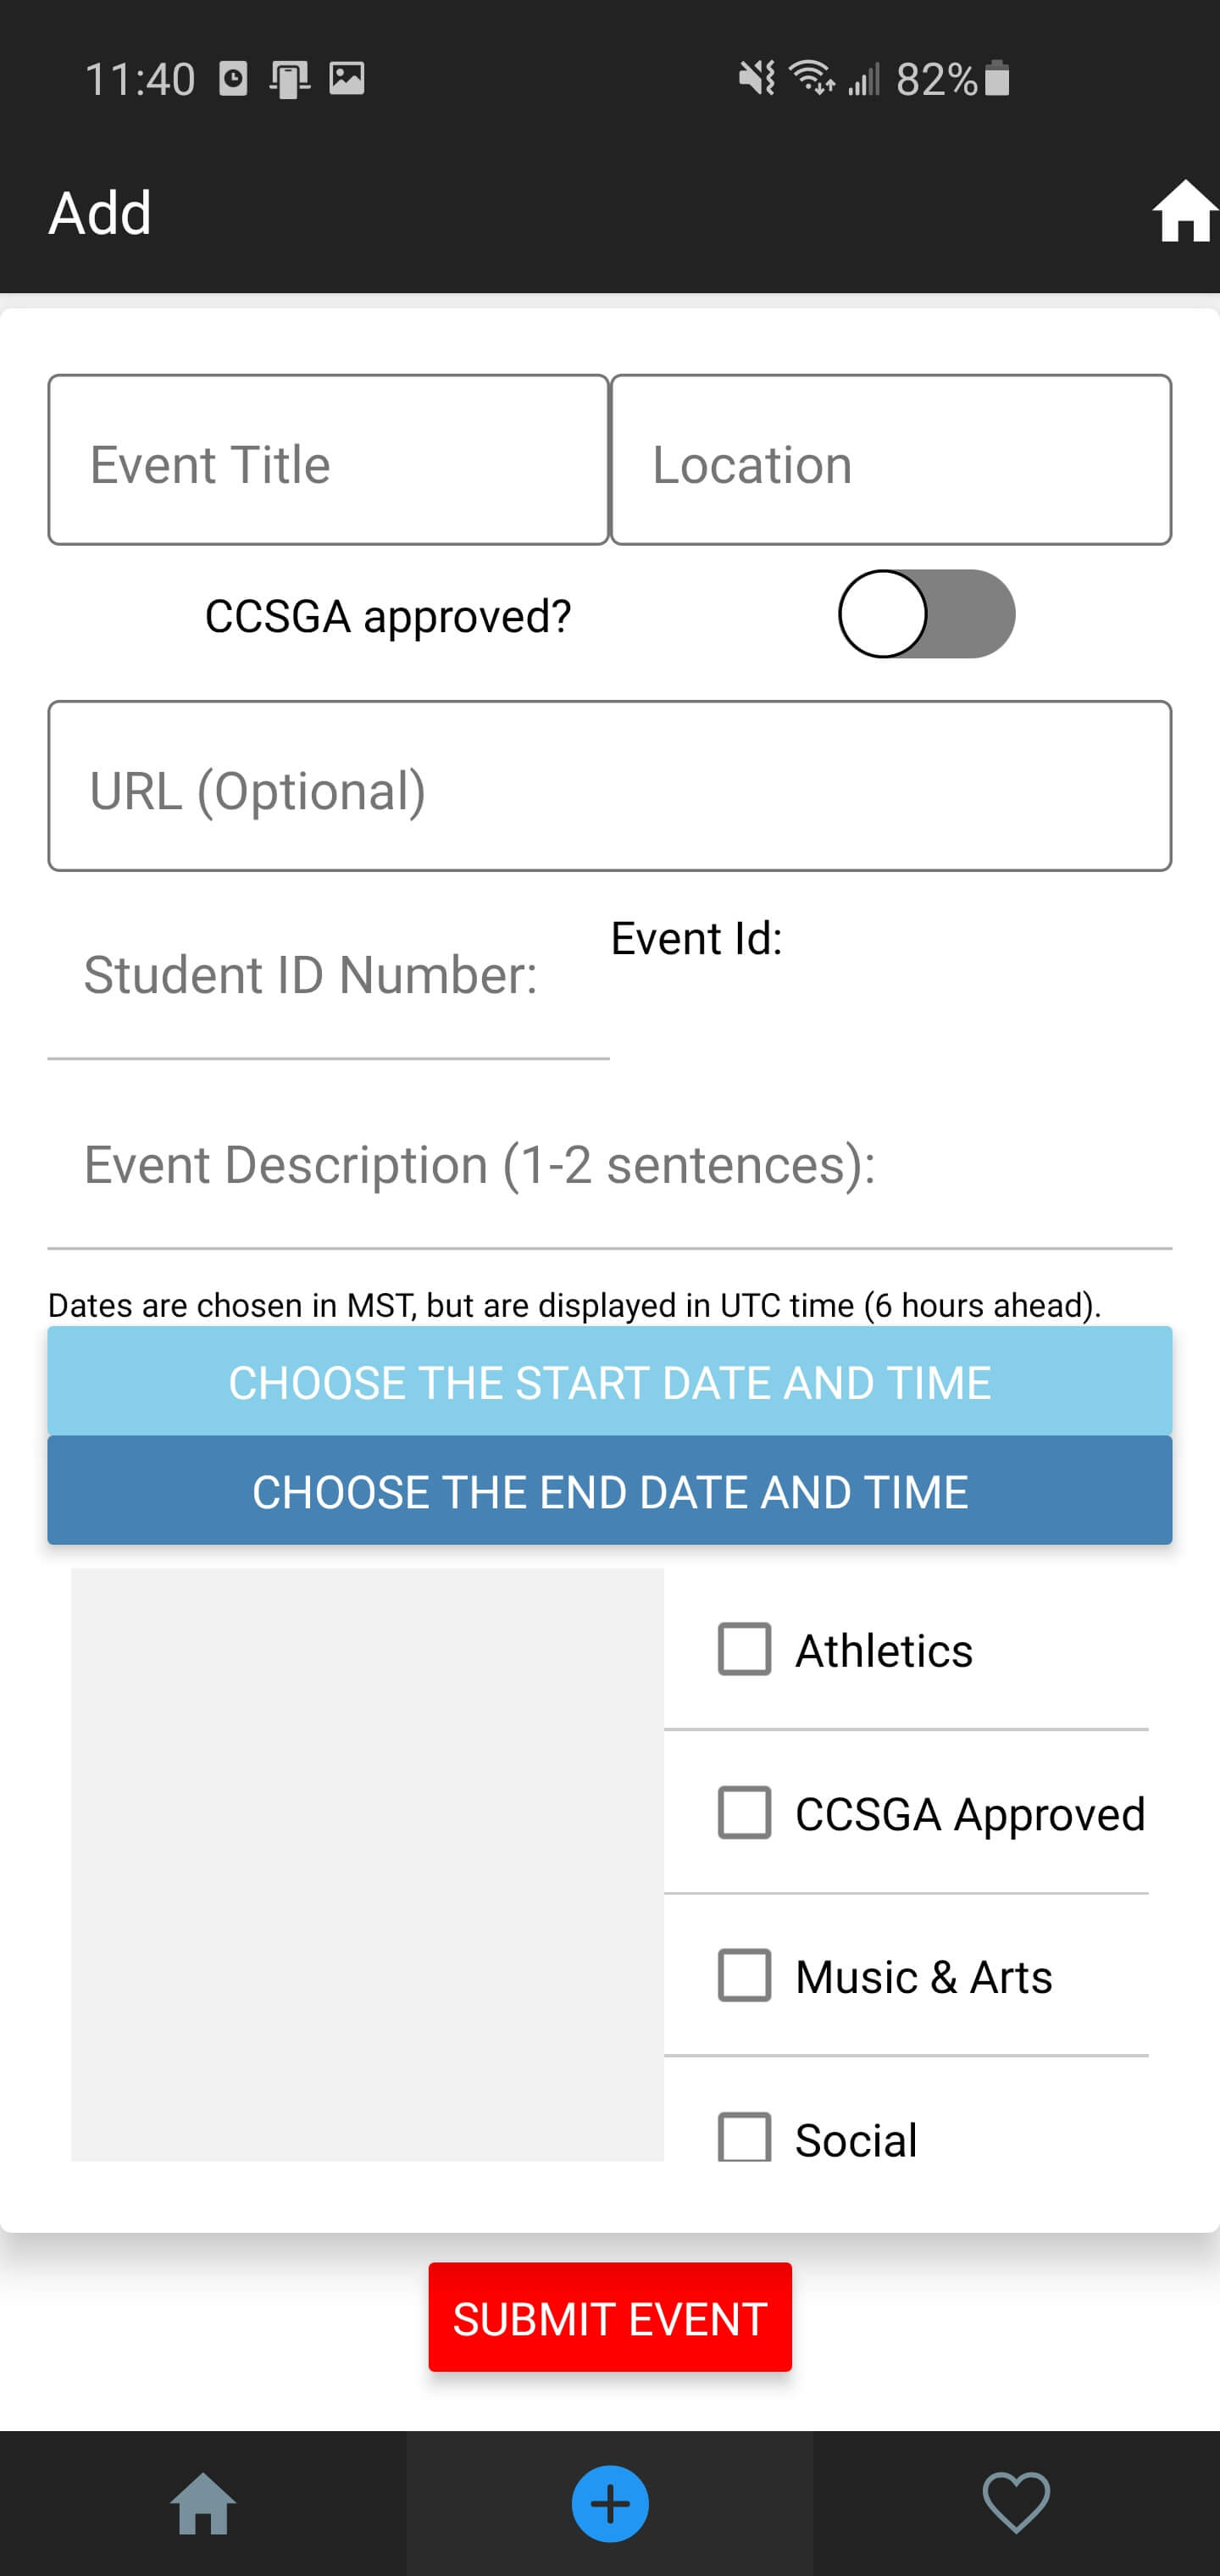 11:40 82%
Add
Event Title Location
CCSGA approved?
URL (Optional)
Event Id:
Student ID Number:
Event Description (1-2 sentences):
Dates are chosen in MST, but are displayed in UTC time (6 hours ahead).
CHOOSE THE START DATE AND TIME
CHOOSE THE END DATE AND TIME
Athletics
CCSGA Approved
Music & Arts
Social
SUBMIT EVENT